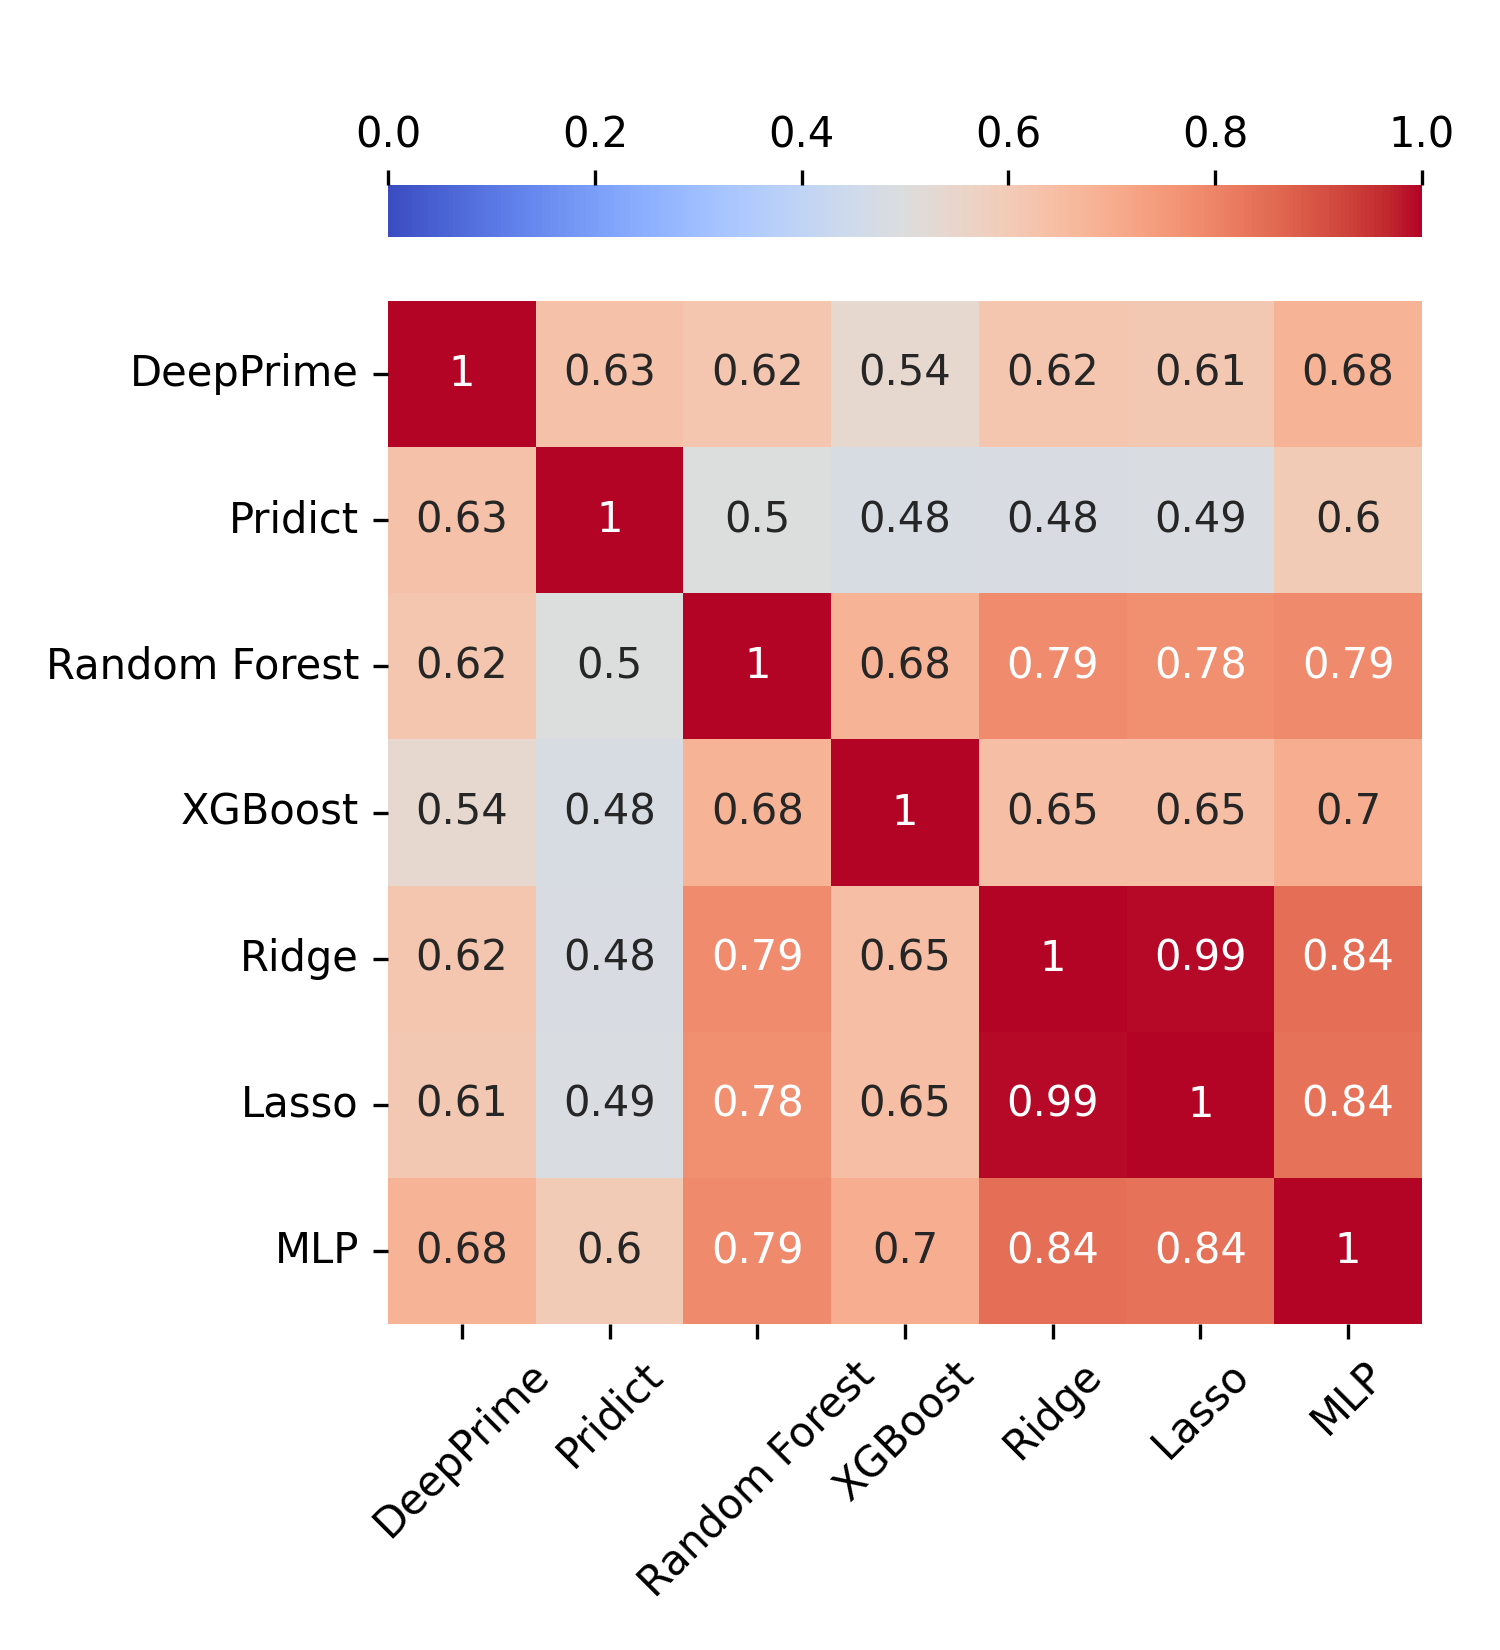 0.0 0.2 0.4 0.6 0.8 1.0
DeepPrime 1 0.63 0.62 0.54 0.62 0.61 0.68
Pridict 0.63 1 0.5 0.48 0.48 0.49 0.6
Random Forest 0.62 0.5 1 0.68 0.79 0.78 0.79
XGBoost 0.54 0.48 0.68 1 0.65 0.65 0.7
Ridge 0.62 0.48 0.79 0.65 1 0.99 0.84
Lasso 0.61 0.49 0.78 0.65 0.99 1 0.84
MLP 0.68 0.6 0.79 0.7 0.84 0.84 1
DeepPrime Pridict Random Forest XGBoost Ridge Lasso MLP